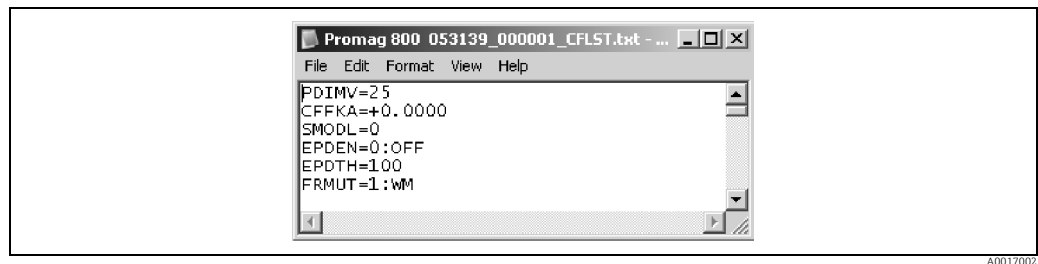 Promag 800 053139_000001_CFLST.txt - ...
File Edit Format View Help
PDIMV=25
CFFKA=+0.0000
SMODL=0
EPDEN=0:OFF
EPDTH=100
FRMUT=1:WM
A0017002